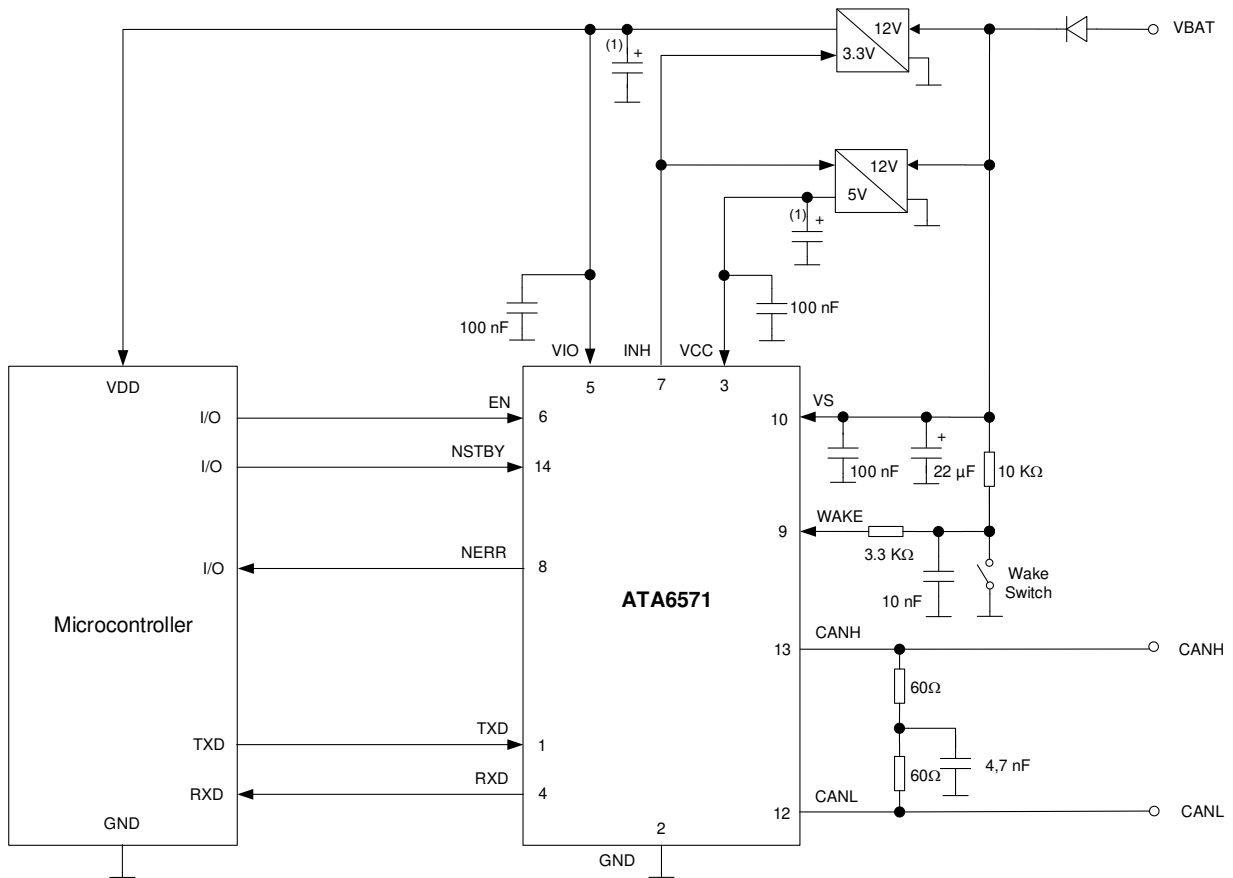 12V
VBAT
(1)
+
3.3V
12V
5V
(1)
+
100 nF
100 nF
VIO
INH
VCC
VDD
5
7
3
I/O
EN
6
10
VS
I/O
NSTBY
14
100 nF
+
22 µF
10 KΩ
9
WAKE
3.3 KΩ
I/O
NERR
8
10 nF
Wake
Switch
ATA6571
Microcontroller
13
CANH
CANH
60Ω
TXD
TXD
1
60Ω
4,7 nF
RXD
RXD
4
12
CANL
CANL
GND
2
GND